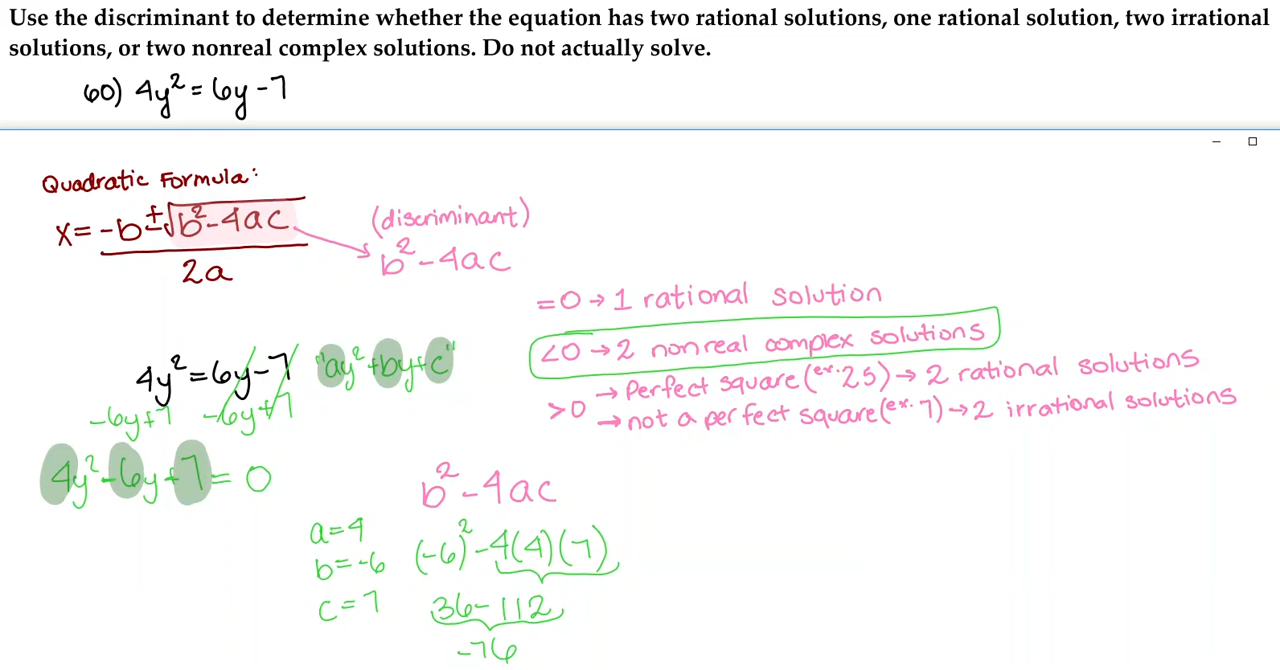 Use the discriminant to determine whether the equation has two rational solutions, one rational solution, two irrational
solutions, or two nonreal complex solutions. Do not actually solve.
60) 4y² = 6y - 7
Quadratic Formula:
x = -b ± √b² - 4ac
2a
(discriminant)
b² - 4ac
= 0 → 1 rational solution
< 0 → 2 nonreal complex solutions
> 0
→ Perfect square (ex. 25) → 2 rational solutions
→ not a perfect square (ex. 7) → 2 irrational solutions
4y² = 6y - 7
"ay² + by + c"
-6y + 7 -6y + 7
4y² - 6y + 7 = 0
a = 4
b = -6
c = 7
b² - 4ac
(-6)² - 4(4)(7)
36 - 112
-76